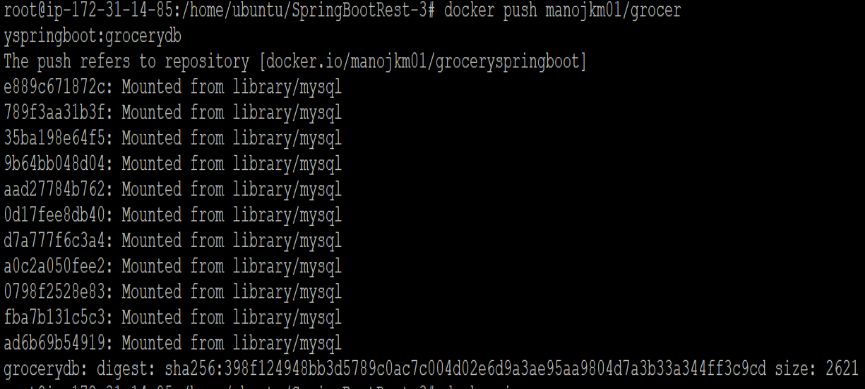 root@ip-172-31-14-85:/home/ubuntu/SpringBootRest-3# docker push manojkm01/grocer
yspringboot:grocerydb
The push refers to repository [docker.io/manojkm01/groceryspringboot]
e889c671872c: Mounted from library/mysql
789f3aa31b3f: Mounted from library/mysql
35ba198e64f5: Mounted from library/mysql
9b64bb048d04: Mounted from library/mysql
aad27784b762: Mounted from library/mysql
0d17fee8db40: Mounted from library/mysql
d7a777f6c3a4: Mounted from library/mysql
a0c2a050fee2: Mounted from library/mysql
0798f2528e83: Mounted from library/mysql
fba7b131c5c3: Mounted from library/mysql
ad6b69b54919: Mounted from library/mysql
grocerydb: digest: sha256:398f124948bb3d5789c0ac7c004d02e6d9a3ae95aa9804d7a3b33a344ff3c9cd size: 2621